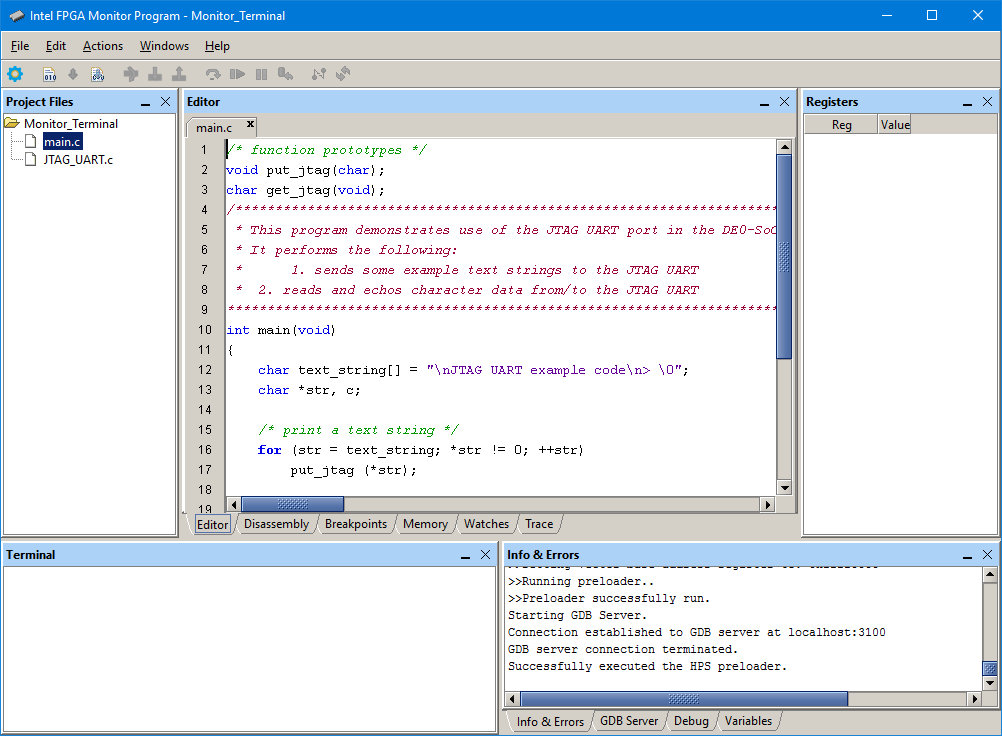 Intel FPGA Monitor Program - Monitor_Terminal
File Edit Actions Windows Help
Project Files
Monitor_Terminal
main.c
JTAG_UART.c
Editor
main.c
1 /* function prototypes */
2 void put_jtag(char);
3 char get_jtag(void);
4 /*********************************************************************
5 * This program demonstrates use of the JTAG UART port in the DE0-SoC
6 * It performs the following:
7 * 1. sends some example text strings to the JTAG UART
8 * 2. reads and echos character data from/to the JTAG UART
9 **********************************************************************
10 int main(void)
11 {
12 char text_string[] = "\nJTAG UART example code\n> \0";
13 char *str, c;
14
15 /* print a text string */
16 for (str = text_string; *str != 0; ++str)
17 put_jtag (*str);
18
19
Editor Disassembly Breakpoints Memory Watches Trace
Registers
Reg Value
Terminal
Info & Errors
>>Running preloader..
>>Preloader successfully run.
Starting GDB Server.
Connection established to GDB server at localhost:3100
GDB server connection terminated.
Successfully executed the HPS preloader.
Info & Errors GDB Server Debug Variables